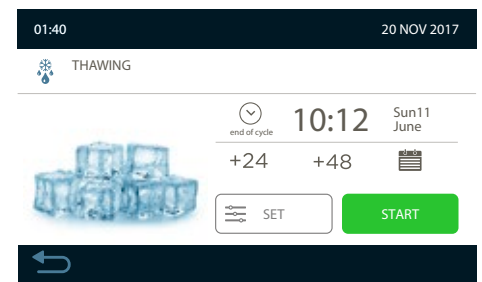 01:40
20 NOV 2017
THAWING
end of cycle
10:12
Sun11
June
+24
+48
SET
START